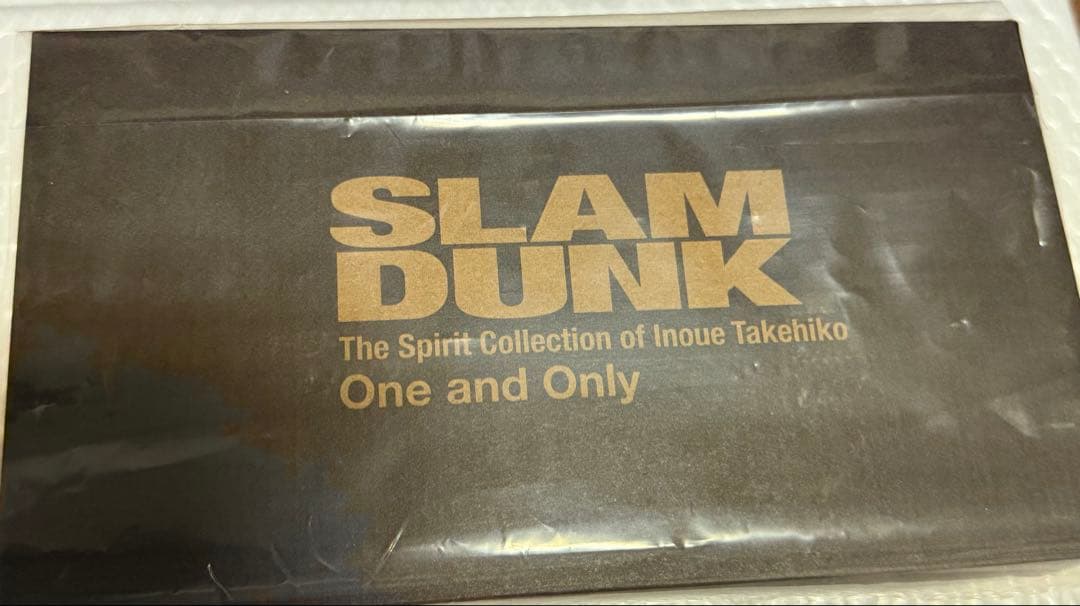 SLAM
DUNK
The Spirit Collection of Inoue Takehiko
One and Only